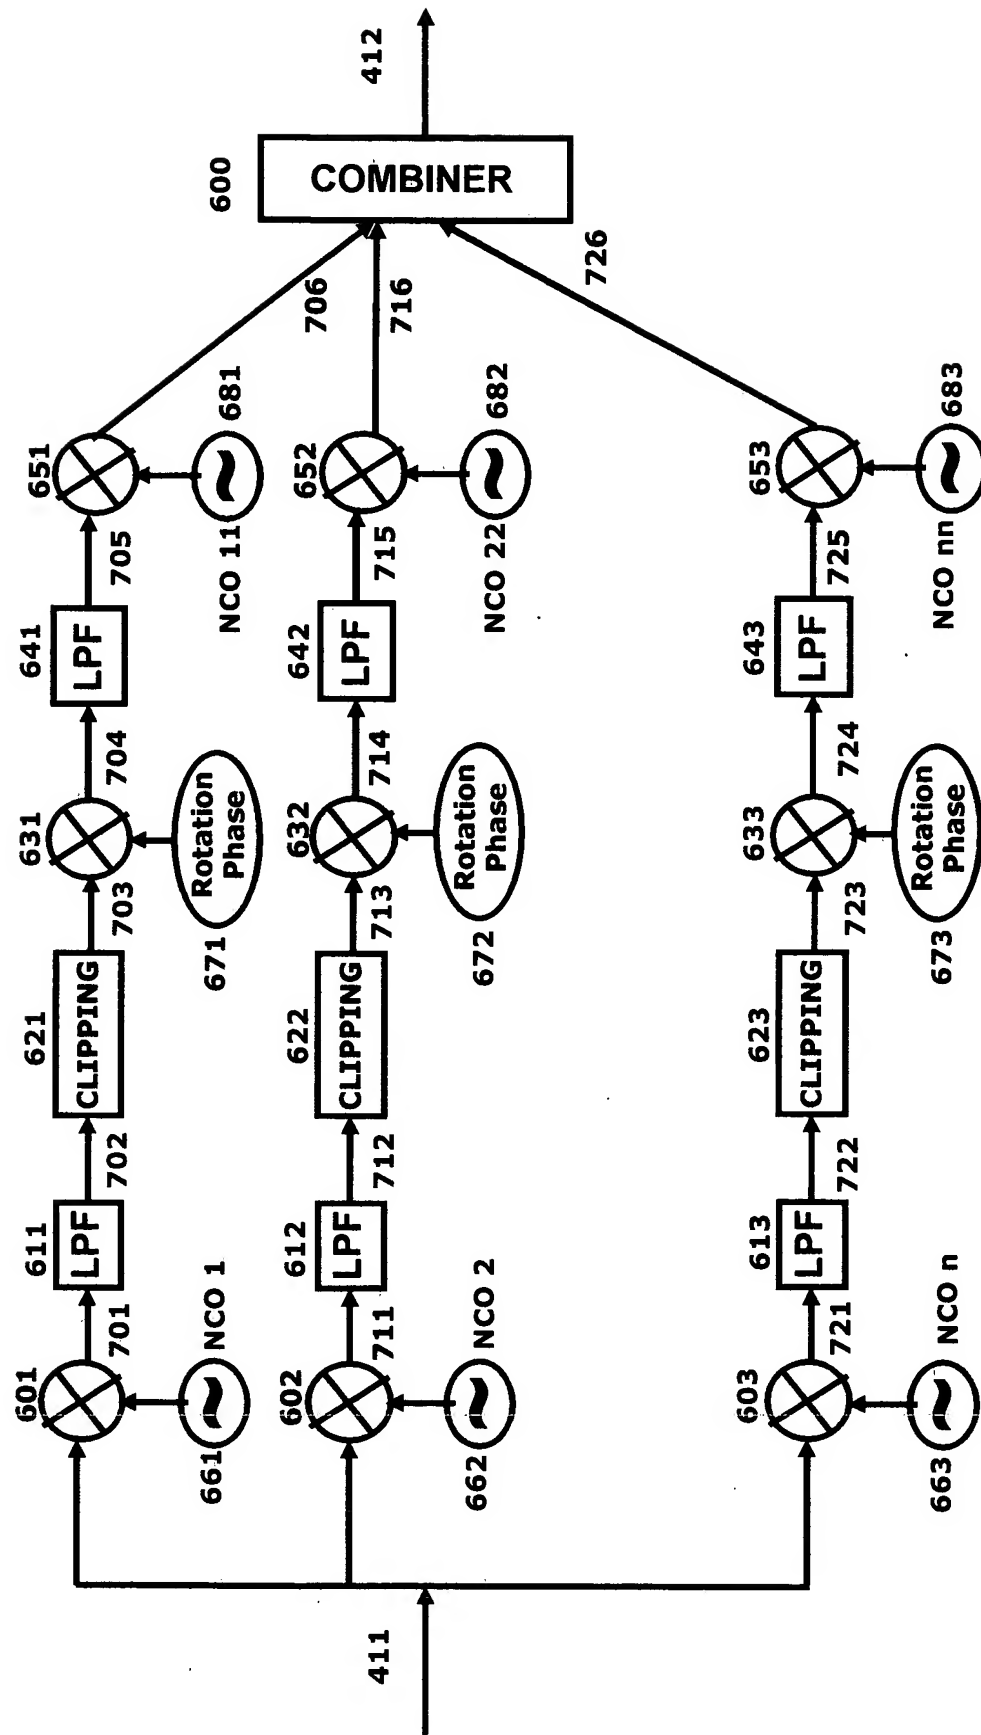 411
412
600
COMBINER
601
701
611
LPF
702
621
CLIPPING
703
631
704
641
LPF
705
651
706
661
NCO 1
671
Rotation
Phase
NCO 11
681
602
711
612
LPF
712
622
CLIPPING
713
632
714
642
LPF
715
652
716
662
NCO 2
672
Rotation
Phase
NCO 22
682
603
721
613
LPF
722
623
CLIPPING
723
633
724
643
LPF
725
653
726
663
NCO n
673
Rotation
Phase
NCO nn
683